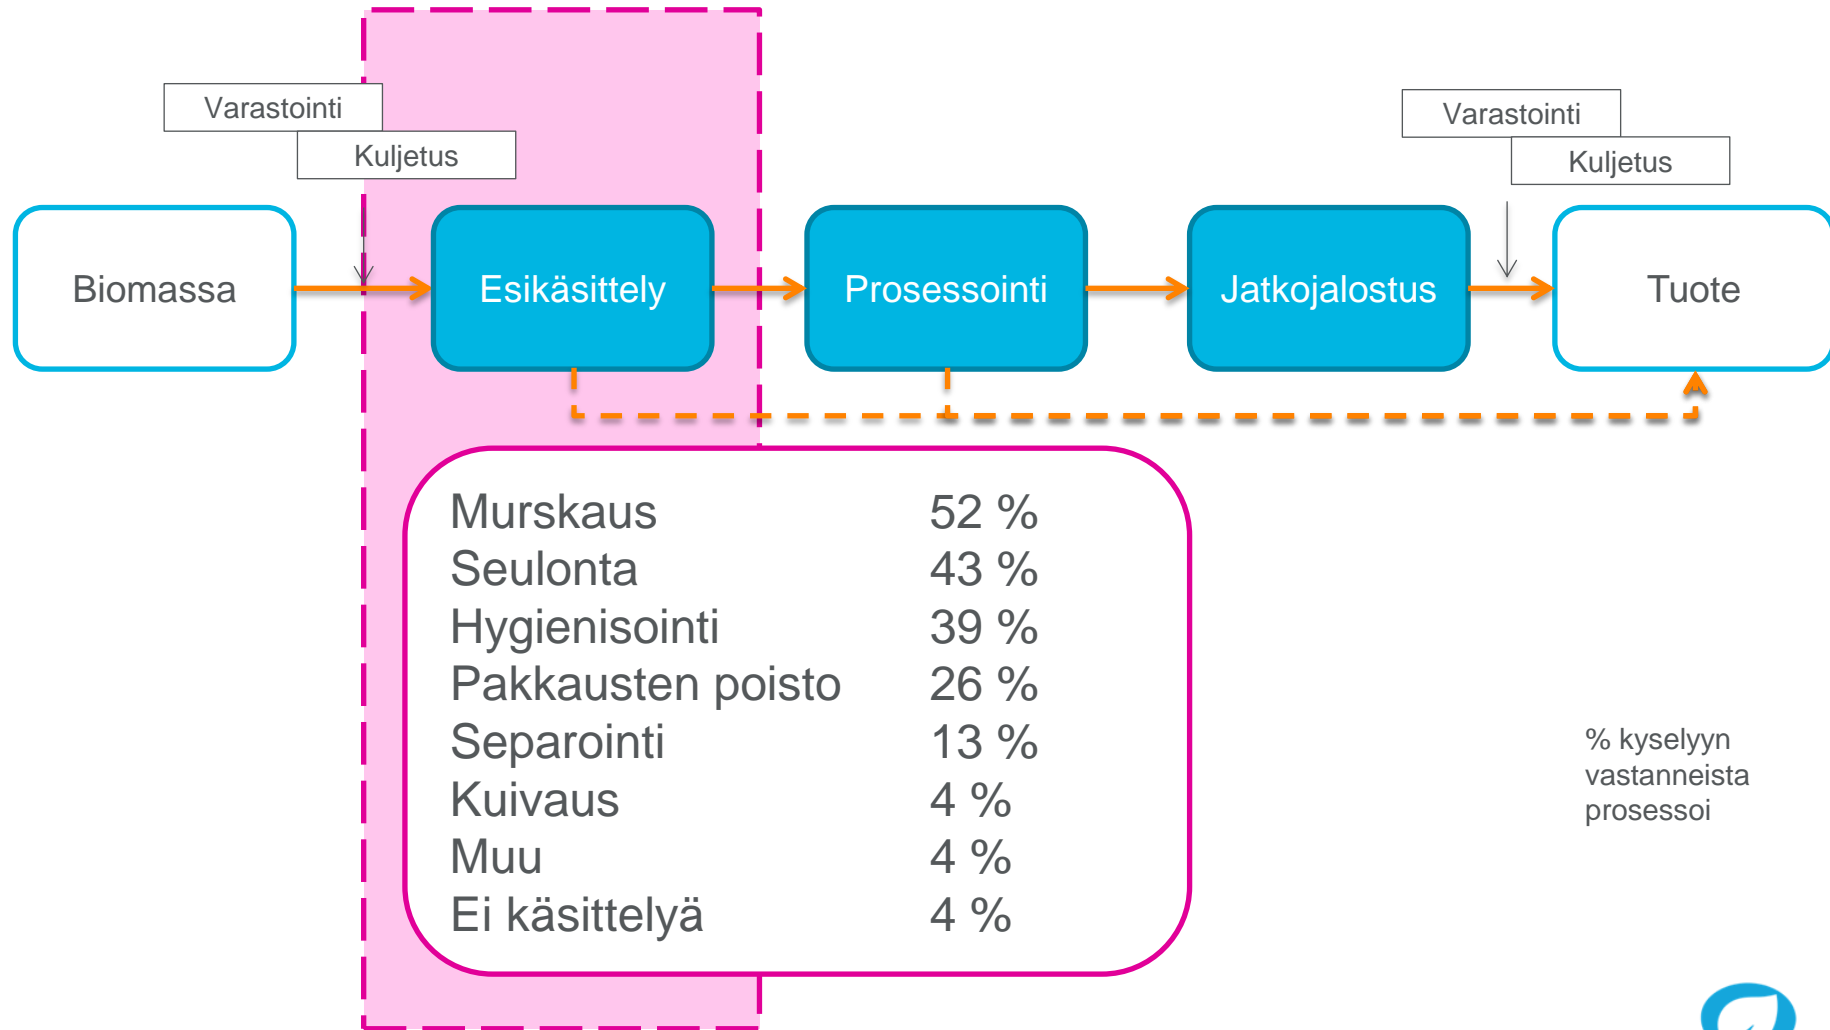 Varastointi
Kuljetus
Varastointi
Kuljetus
Biomassa
Esikäsittely
Prosessointi
Jatkojalostus
Tuote
Murskaus 52 %
Seulonta 43 %
Hygienisointi 39 %
Pakkausten poisto 26 %
Separointi 13 %
Kuivaus 4 %
Muu 4 %
Ei käsittelyä 4 %
% kyselyyn
vastanneista
prosessoi